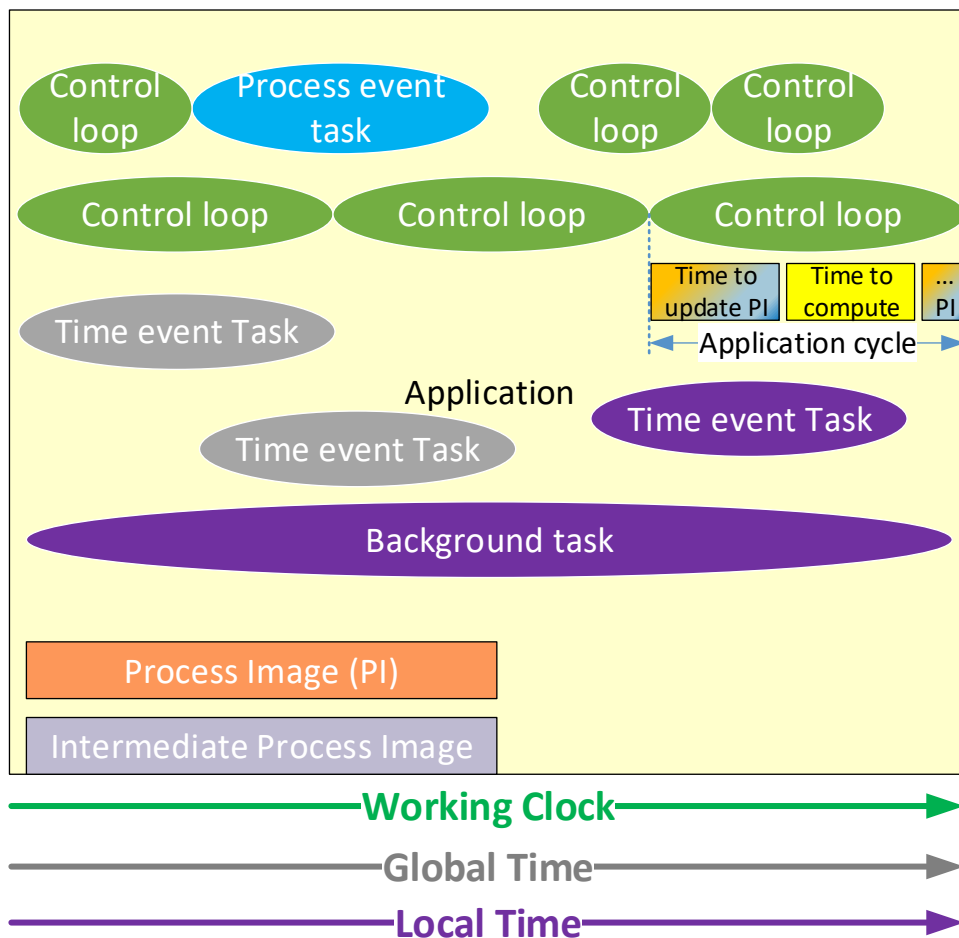 Control
loop
Process event
task
Control
loop
Control
loop
Control loop
Control loop
Control loop
Time to
update PI
Time to
compute
...
PI
Application cycle
Time event Task
Application
Time event Task
Time event Task
Background task
Process Image (PI)
Intermediate Process Image
Working Clock
Global Time
Local Time